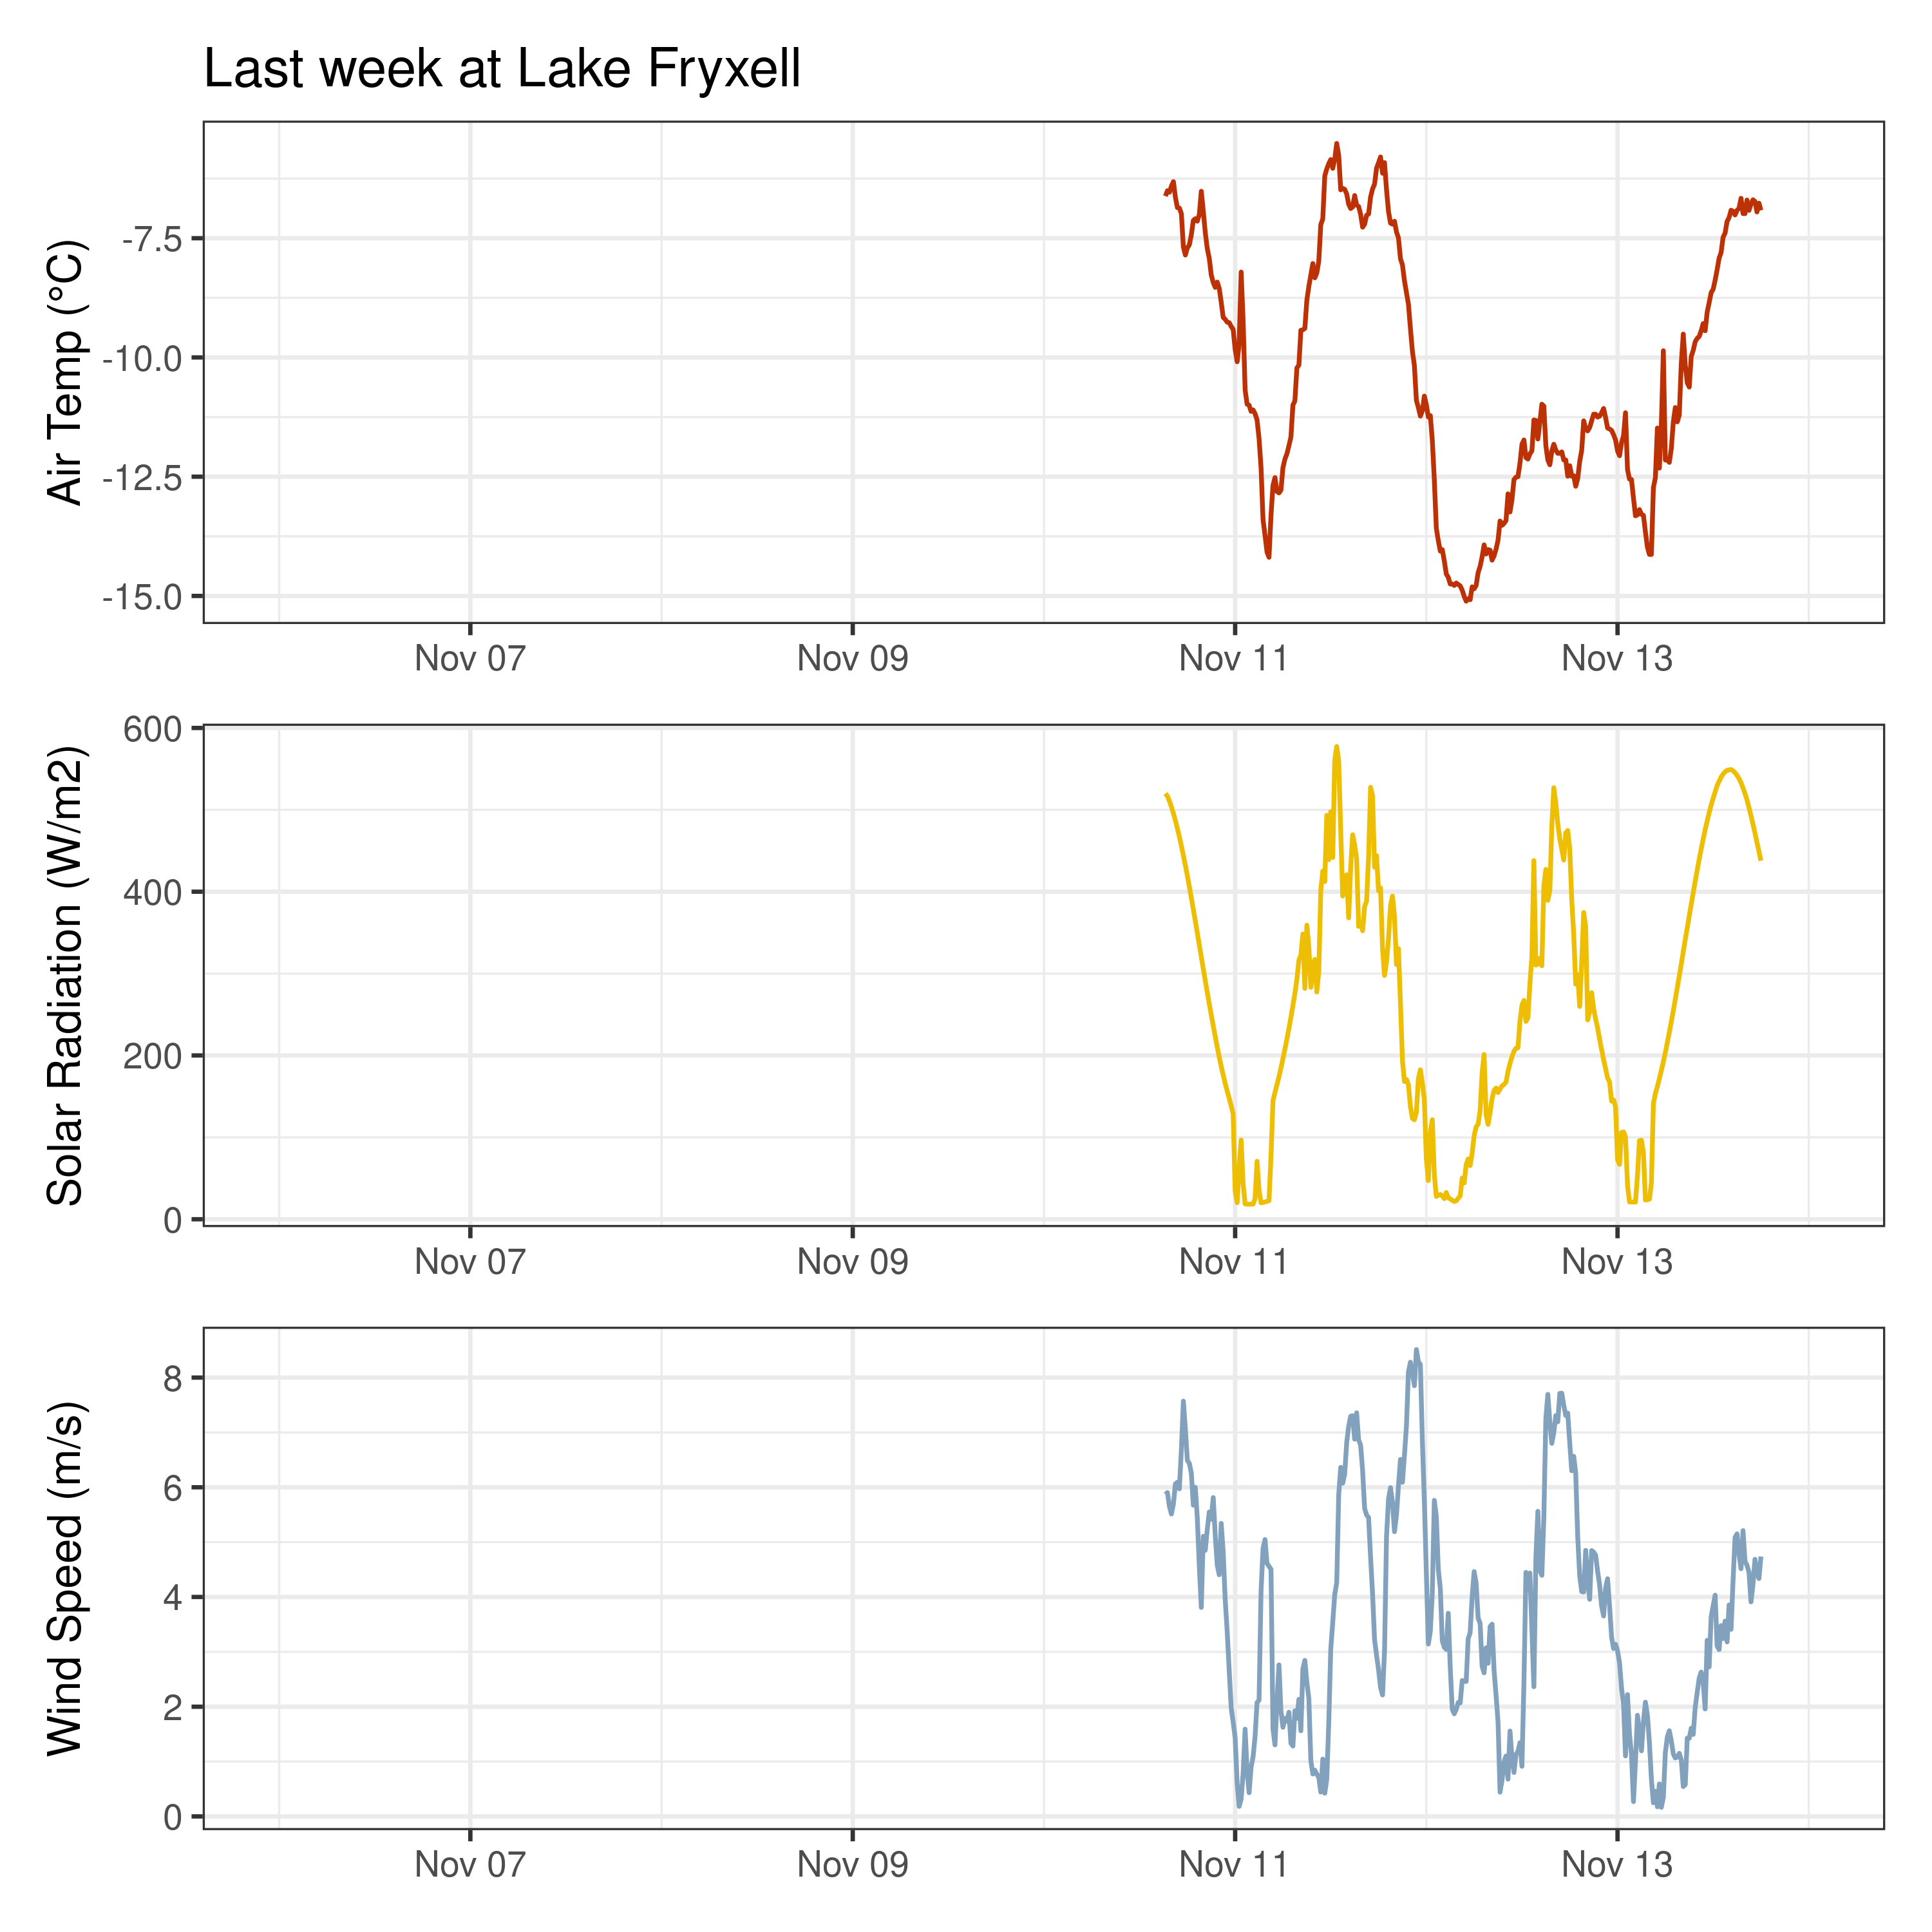 Last week at Lake Fryxell
Air Temp (°C)
-7.5
-10.0
-12.5
-15.0
Nov 07 Nov 09 Nov 11 Nov 13
Solar Radiation (W/m2)
600
400
200
0
Nov 07 Nov 09 Nov 11 Nov 13
Wind Speed (m/s)
8
6
4
2
0
Nov 07 Nov 09 Nov 11 Nov 13